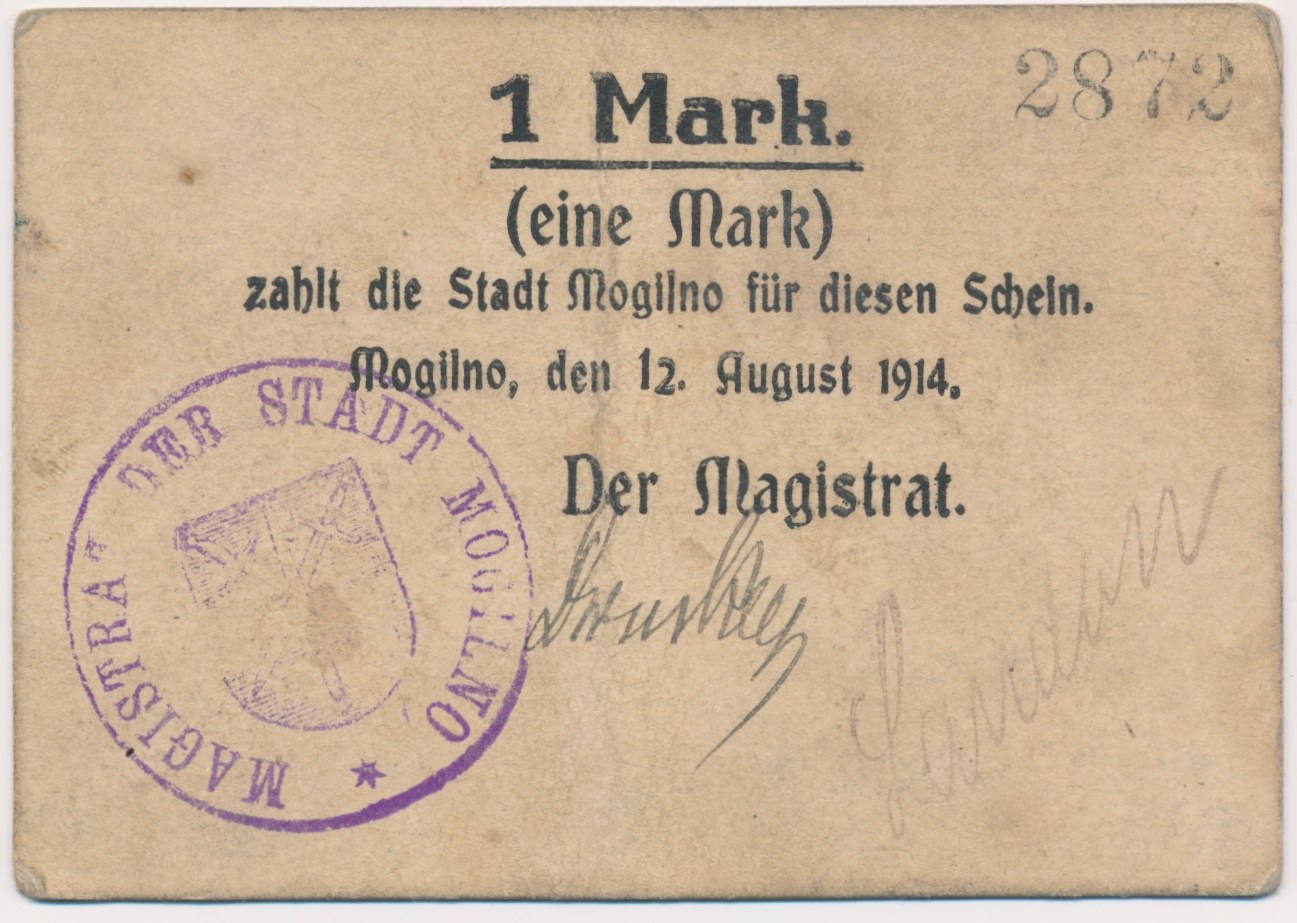 2872
1 Mark.
(eine Mark)
zahlt die Stadt Mogilno für diesen Schein.
Mogilno, den 12. August 1914.
Der Magistrat.
MAGISTRAT DER STADT MOGILNO